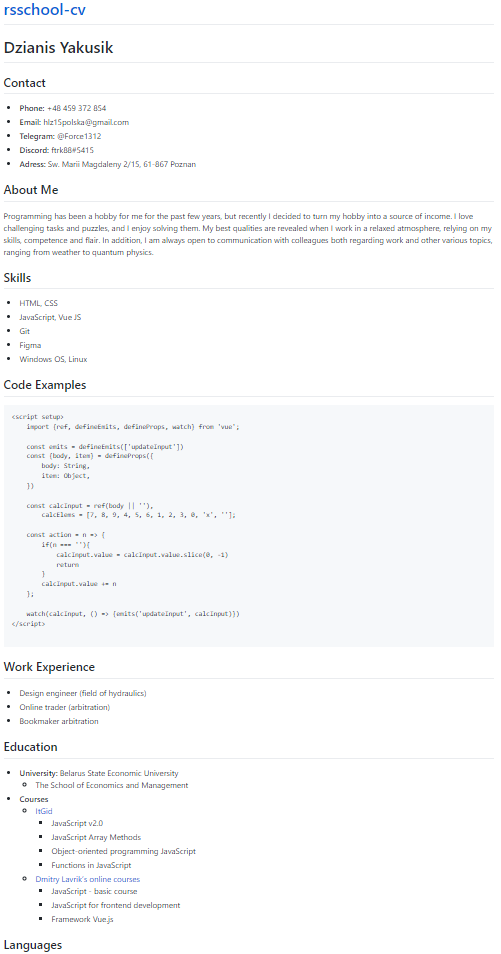 rsschool-cv
Dzianis Yakusik
Contact
Phone: +48 459 372 854
Email: hlz15polska@gmail.com
Telegram: @Force1312
Discord: ftrk88#5415
Adress: Sw. Marii Magdaleny 2/15, 61-867 Poznan
About Me
Programming has been a hobby for me for the past few years, but recently I decided to turn my hobby into a source of income. I love
challenging tasks and puzzles, and I enjoy solving them. My best qualities are revealed when I work in a relaxed atmosphere, relying on my
skills, competence and flair. In addition, I am always open to communication with colleagues both regarding work and other various topics,
ranging from weather to quantum physics.
Skills
HTML, CSS
JavaScript, Vue JS
Git
Figma
Windows OS, Linux
Code Examples
<script setup>
import {ref, defineEmits, defineProps, watch} from 'vue';
const emits = defineEmits(['updateinput'])
const {body, item} = defineProps({
body: String,
item: Object,
})
const calcInput = ref(body || ''),
calcElems = [7, 8, 9, 4, 5, 6, 1, 2, 3, 0, 'x', ''];
const action = n => {
if(n === ''){
calcInput.value = calcInput.value.slice(0, -1)
return
}
calcInput.value += n
};
watch(calcInput, () => {emits('updateInput', calcInput)})
</script>
Work Experience
Design engineer (field of hydraulics)
Online trader (arbitration)
Bookmaker arbitration
Education
University: Belarus State Economic University
The School of Economics and Management
Courses
ItGid
JavaScript v2.0
JavaScript Array Methods
Object-oriented programming JavaScript
Functions in JavaScript
Dmitry Lavrik's online courses
JavaScript - basic course
JavaScript for frontend development
Framework Vue.js
Languages